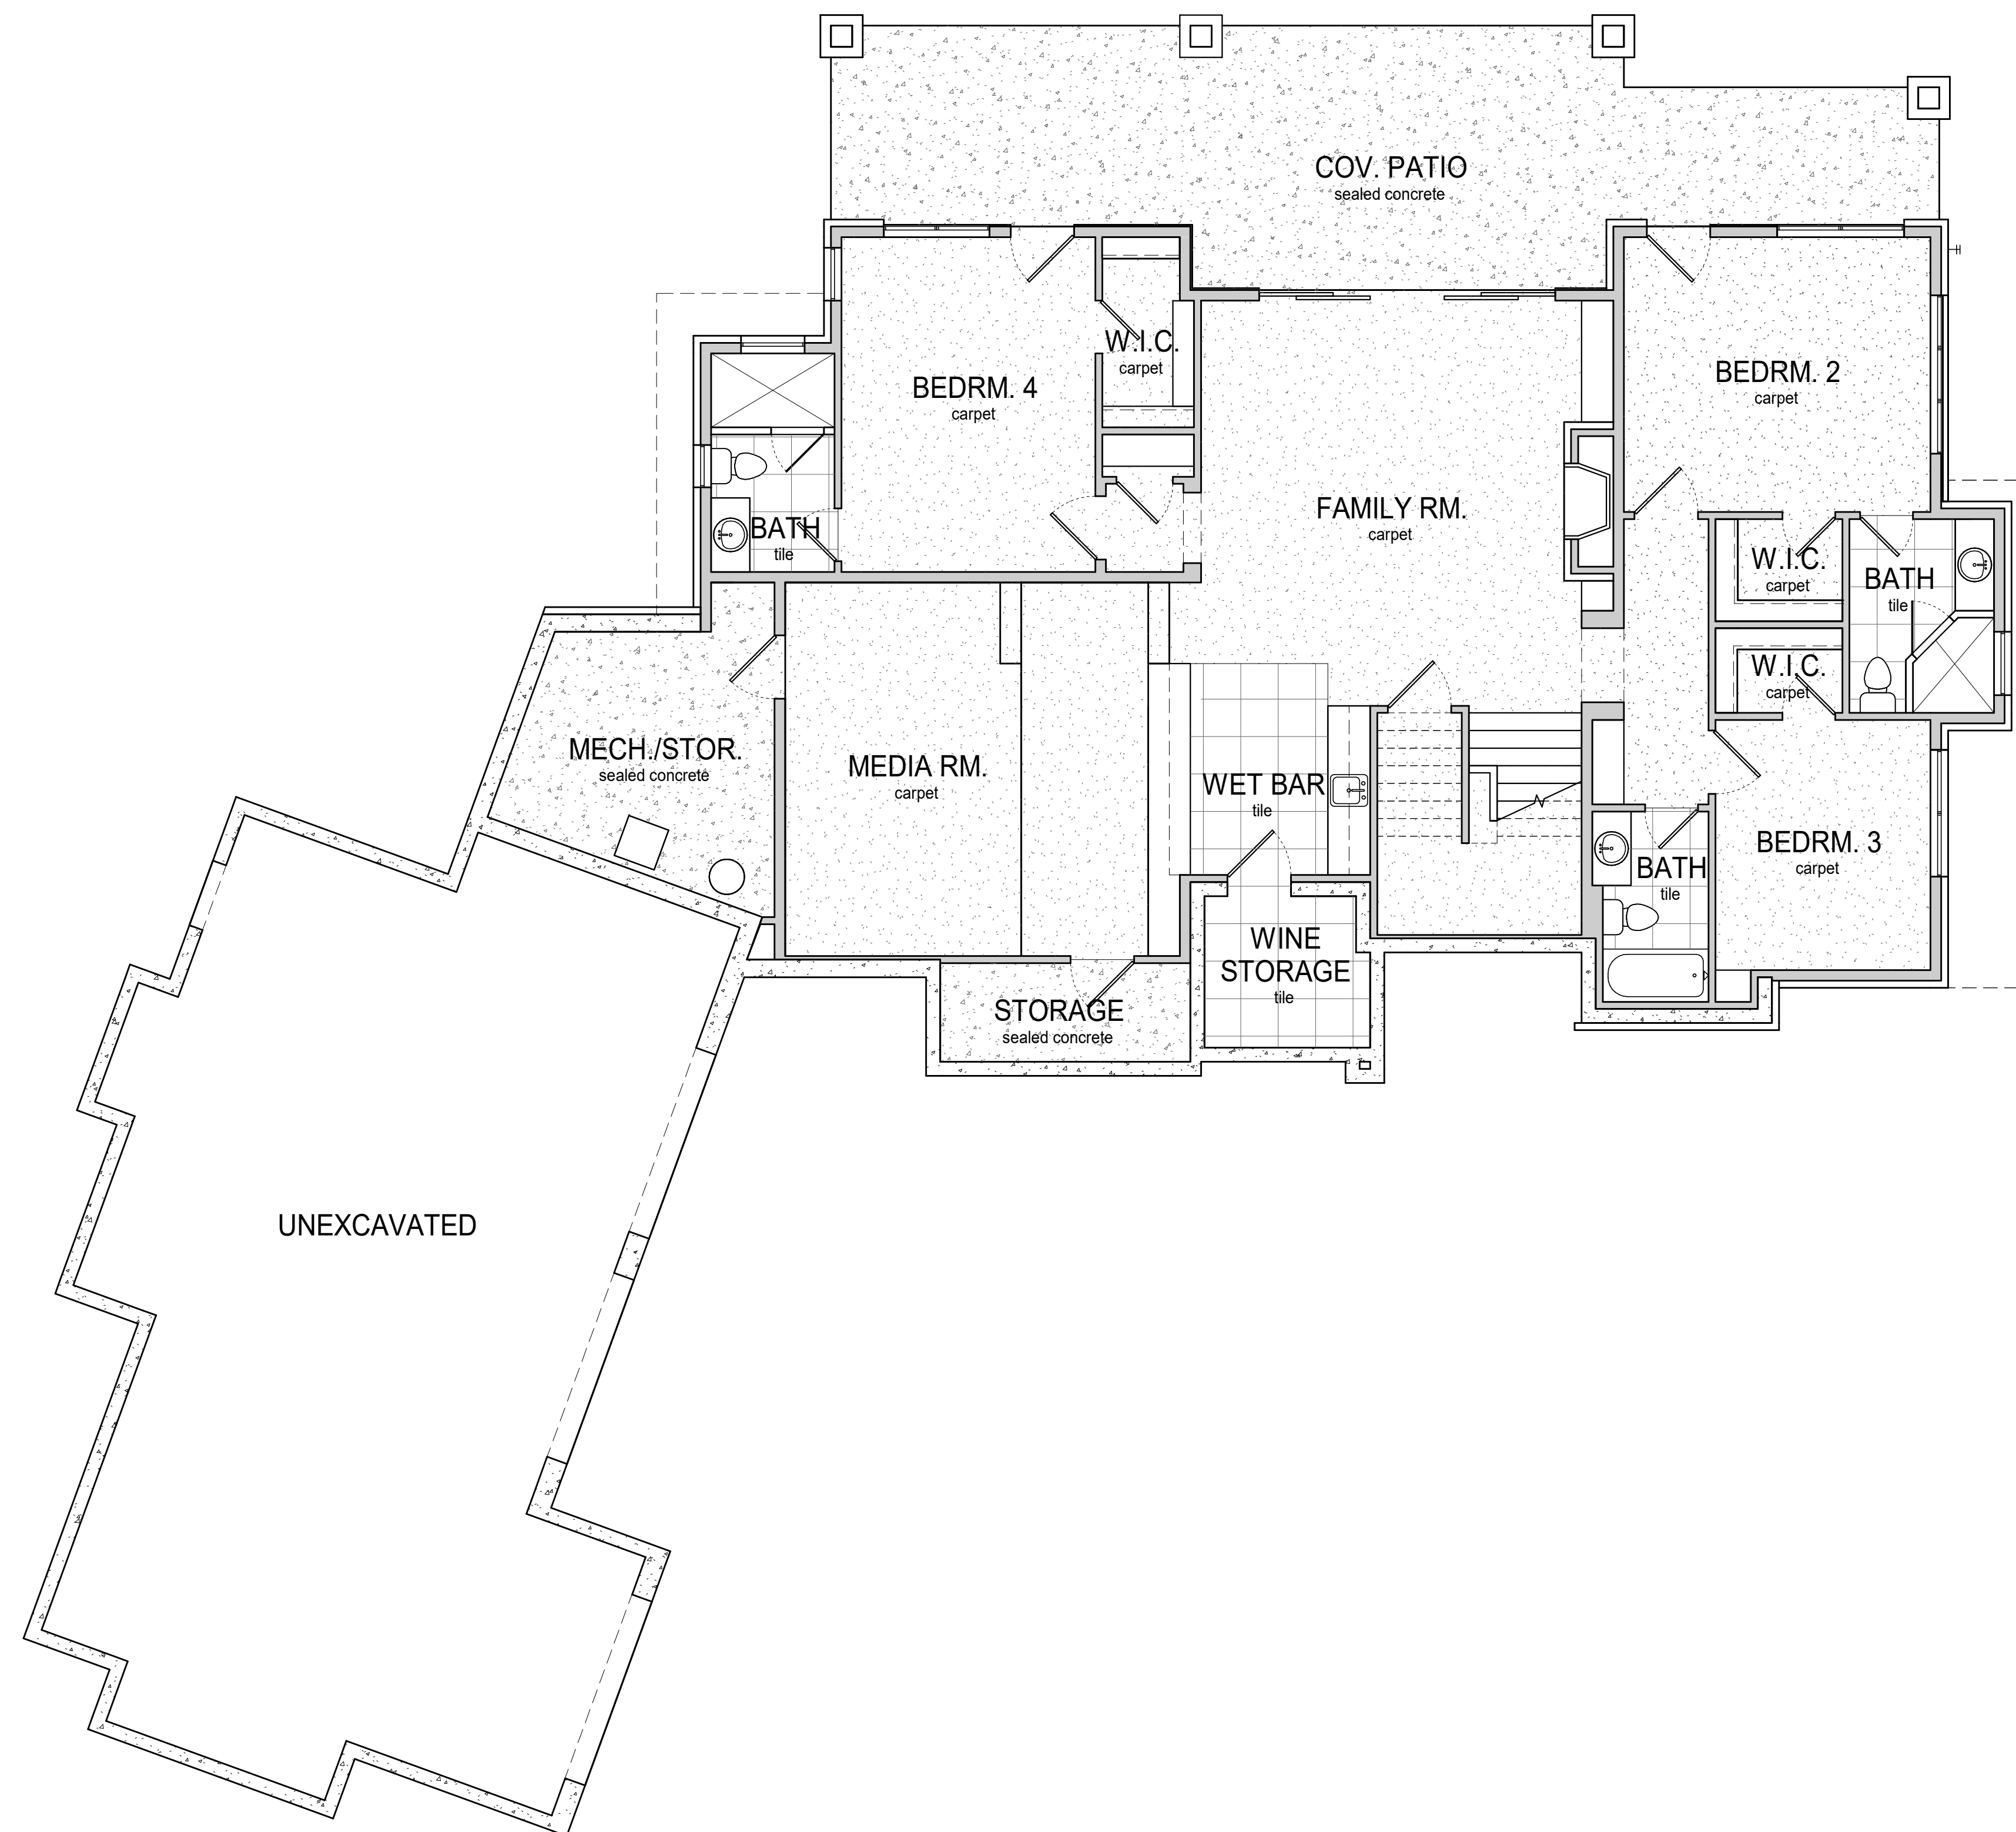 COV. PATIO
sealed concrete
W.I.C.
carpet
BEDRM. 4
carpet
BEDRM. 2
carpet
FAMILY RM.
carpet
BATH
tile
W.I.C.
carpet
BATH
tile
W.I.C.
carpet
MECH./STOR.
sealed concrete
MEDIA RM.
carpet
WET BAR
tile
BATH
tile
BEDRM. 3
carpet
WINE
STORAGE
tile
STORAGE
sealed concrete
UNEXCAVATED